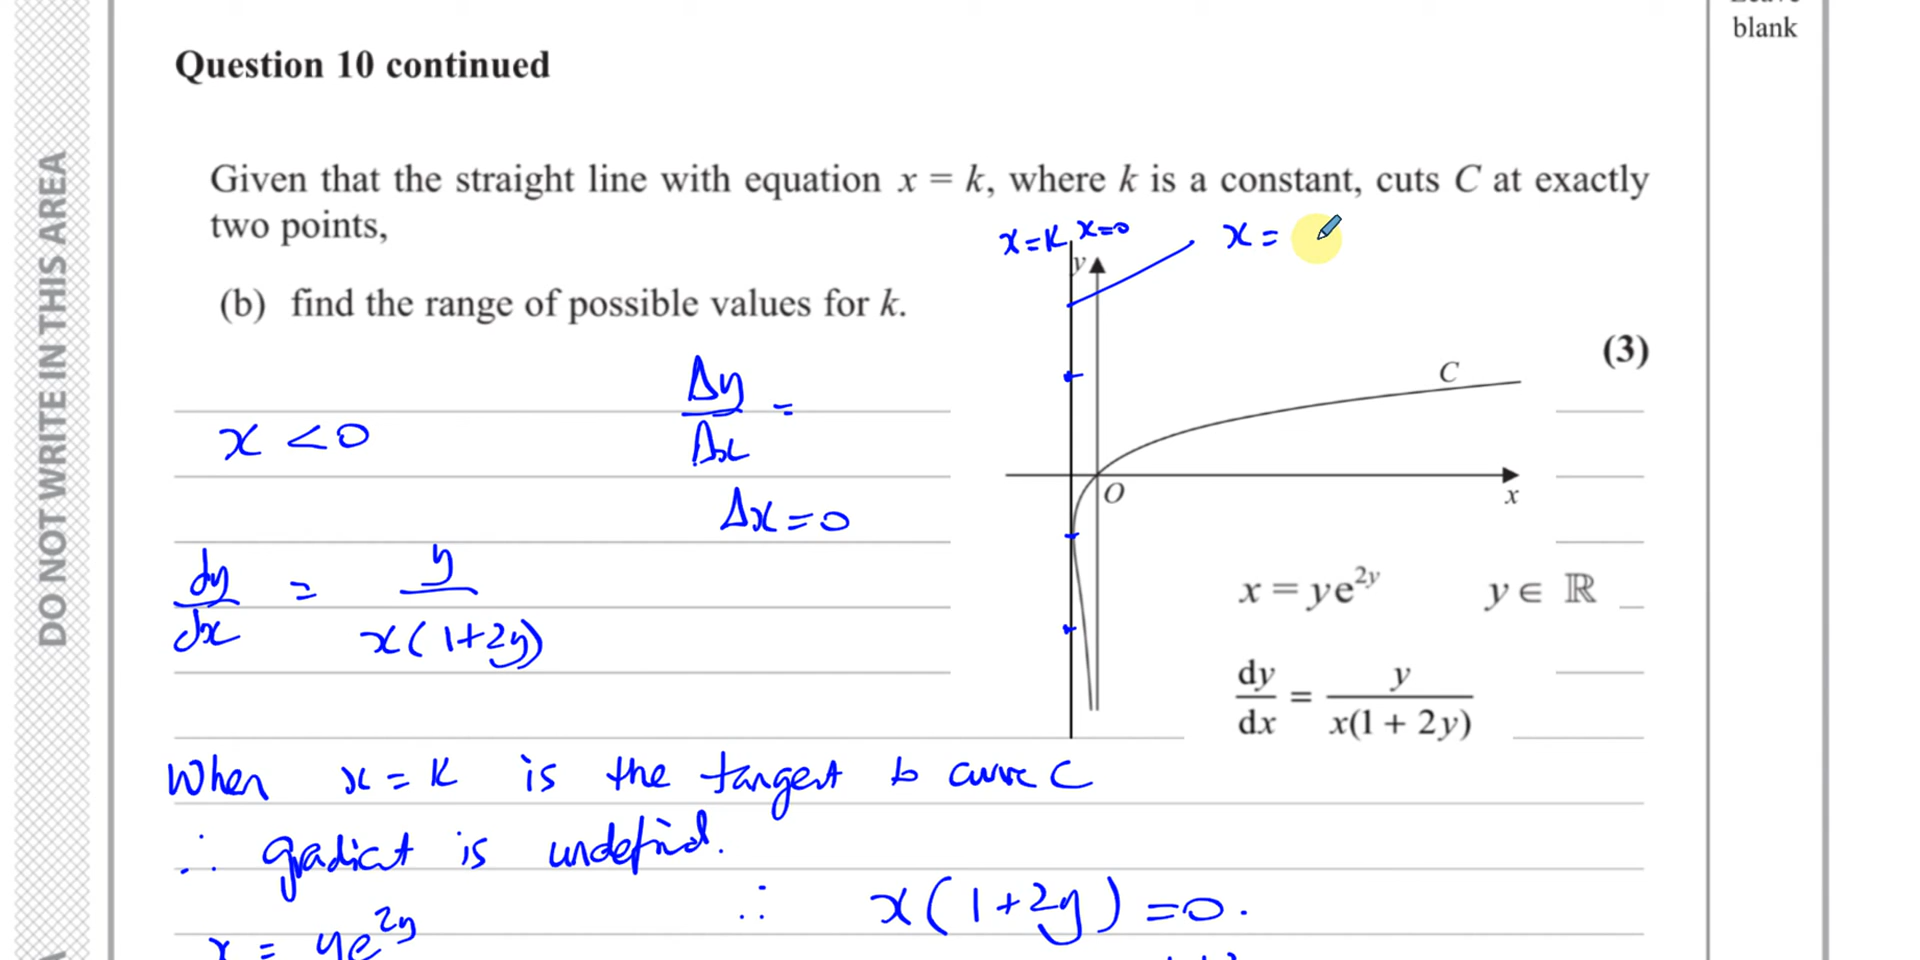 blank
Question 10 continued
DO NOT WRITE IN THIS AREA
Given that the straight line with equation x = k, where k is a constant, cuts C at exactly
two points,
x = k x=0 x =
y
(b) find the range of possible values for k.
(3)
C
Δy/Δx =
x < 0
O
x
Δx = 0
dy/dx = y/x(1+2y)
x = ye^{2y} y ∈ ℝ
dy/dx = y/x(1 + 2y)
When x = k is the tangent to curve C
∴ gradient is undefined.
∴ x(1+2y) = 0.
x = ye^{2y}